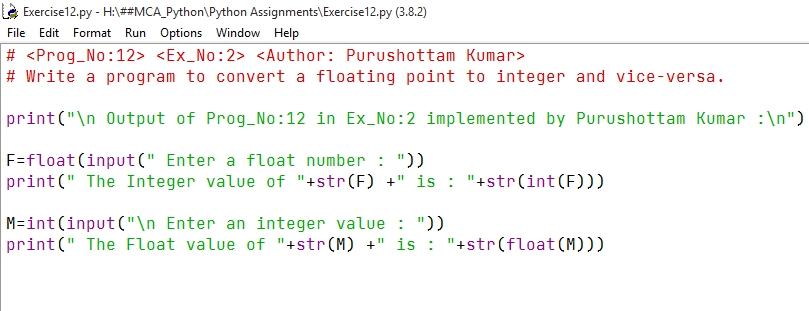 Exercise12.py - H:\##MCA_Python\Python Assignments\Exercise12.py (3.8.2)
File Edit Format Run Options Window Help
# <Prog_No:12> <Ex_No:2> <Author: Purushottam Kumar>
# Write a program to convert a floating point to integer and vice-versa.
print("\n Output of Prog_No:12 in Ex_No:2 implemented by Purushottam Kumar :\n")
F=float(input(" Enter a float number : "))
print(" The Integer value of "+str(F) +" is : "+str(int(F)))
M=int(input("\n Enter an integer value : "))
print(" The Float value of "+str(M) +" is : "+str(float(M)))